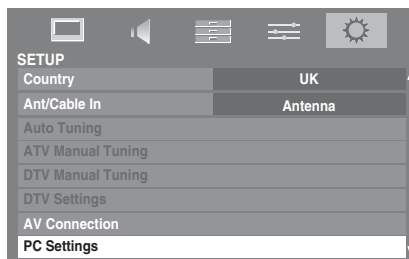 SETUP
Country UK
Ant/Cable In Antenna
Auto Tuning
ATV Manual Tuning
DTV Manual Tuning
DTV Settings
AV Connection
PC Settings